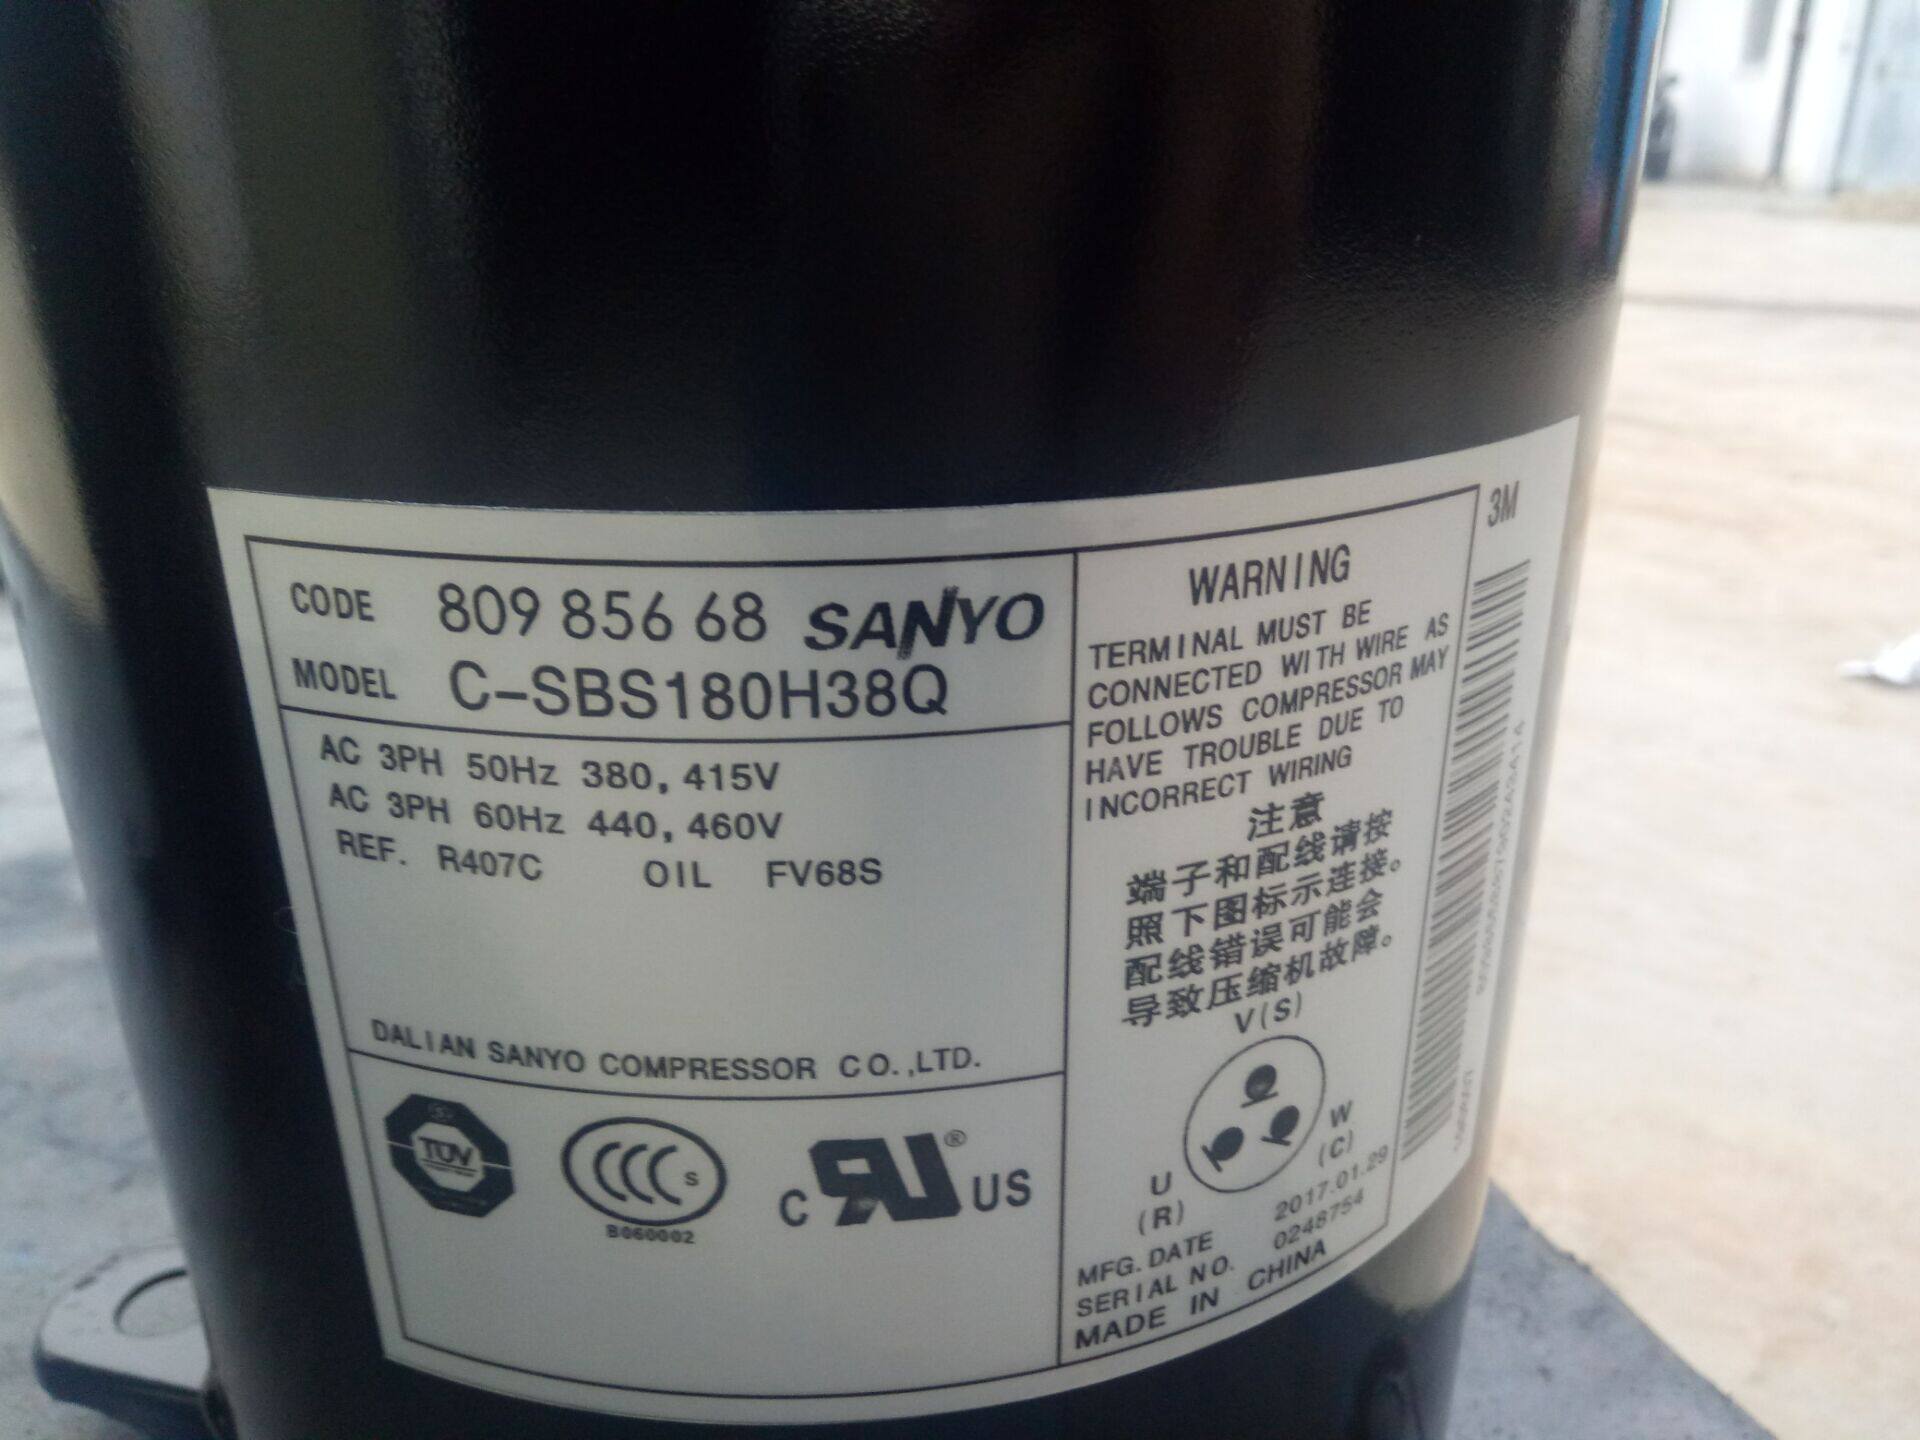 CODE 809 856 68 SANYO
MODEL C-SBS180H38Q
AC 3PH 50Hz 380, 415V
AC 3PH 60Hz 440, 460V
REF. R407C OIL FV68S
DALIAN SANYO COMPRESSOR CO.,LTD.
TÜV
CCC S
B060002
C RU ® US
WARNING
TERMINAL MUST BE
CONNECTED WITH WIRE AS
FOLLOWS COMPRESSOR MAY
HAVE TROUBLE DUE TO
INCORRECT WIRING
注意
端子和配线请按
照下图标示连接。
配线错误可能会
导致压缩机故障。
V(S)
W
(C)
U
(R)
MFG. DATE 2017.01.29
SERIAL NO. 0248754
MADE IN CHINA
3M